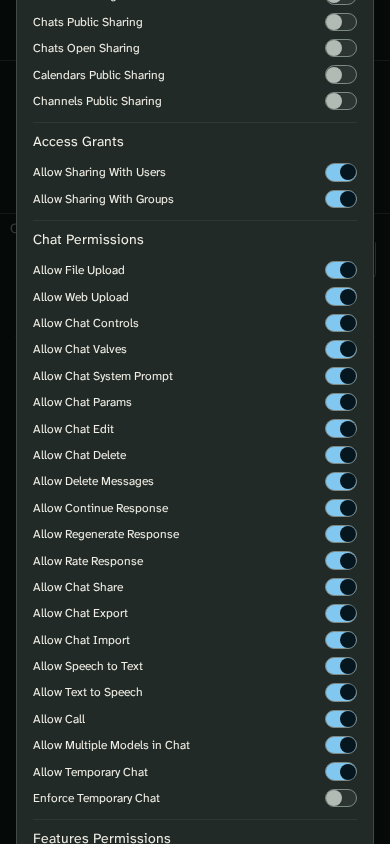 Chats Public Sharing
Chats Open Sharing
Calendars Public Sharing
Channels Public Sharing
Access Grants
Allow Sharing With Users
Allow Sharing With Groups
Chat Permissions
Allow File Upload
Allow Web Upload
Allow Chat Controls
Allow Chat Valves
Allow Chat System Prompt
Allow Chat Params
Allow Chat Edit
Allow Chat Delete
Allow Delete Messages
Allow Continue Response
Allow Regenerate Response
Allow Rate Response
Allow Chat Share
Allow Chat Export
Allow Chat Import
Allow Speech to Text
Allow Text to Speech
Allow Call
Allow Multiple Models in Chat
Allow Temporary Chat
Enforce Temporary Chat
Features Permissions